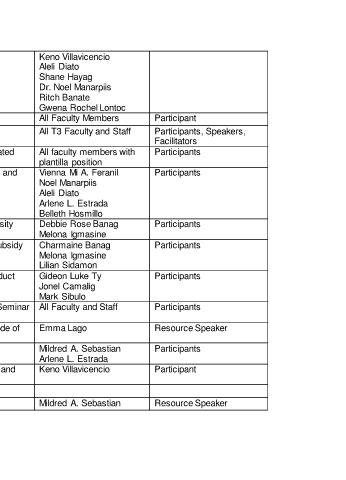 Keno Villavicencio
Aleli Diato
Shane Hayag
Dr. Noel Manarpiis
Ritch Banate
Gwena Rochel Lontoc
All Faculty Members Participant
All T3 Faculty and Staff Participants, Speakers,
Facilitators
ated All faculty members with Participants
plantilla position
and Vienna Mi A. Feranil Participants
Noel Manarpiis
Aleli Diato
Arlene L. Estrada
Belleth Hosmillo
sity Debbie Rose Banag Participants
Melona Igmasine
ubsidy Charmaine Banag Participants
Melona Igmasine
Lilian Sidamon
duct Gideon Luke Ty Participants
Jonel Camalig
Mark Sibulo
Seminar All Faculty and Staff Participants
de of Emma Lago Resource Speaker
Mildred A. Sebastian Participants
Arlene L. Estrada
and Keno Villavicencio Participant
Mildred A. Sebastian Resource Speaker